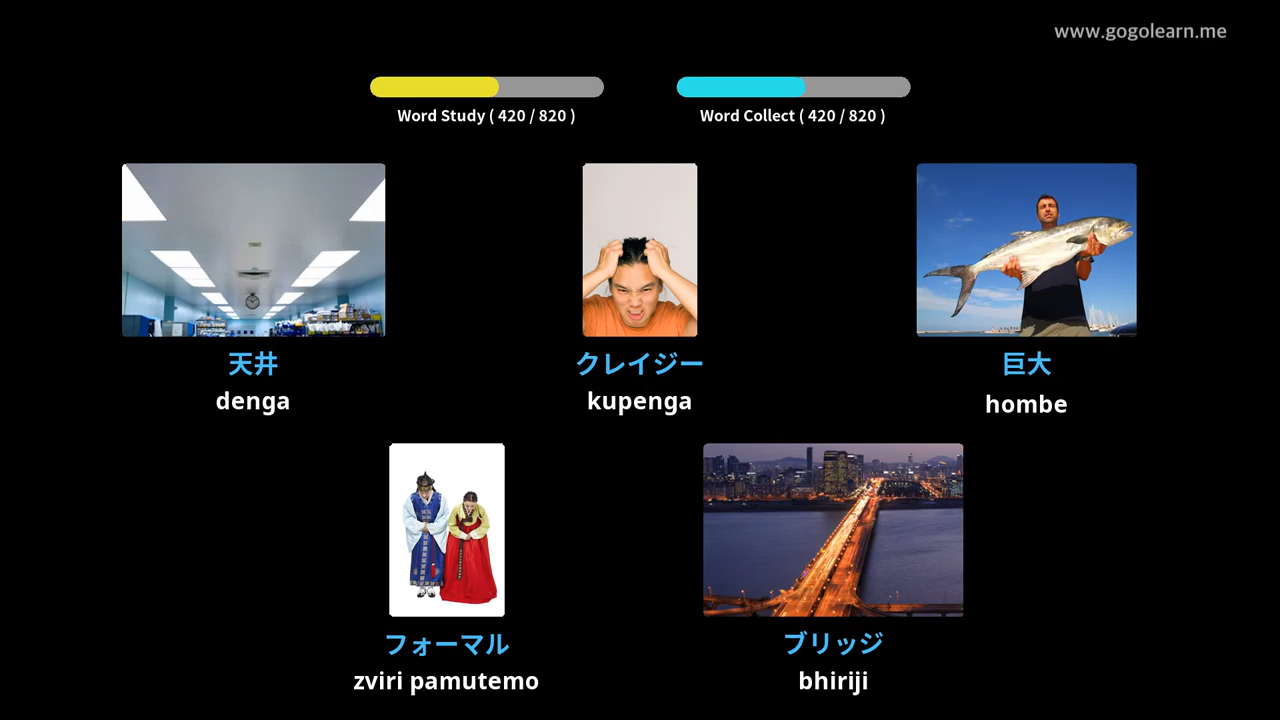 www.gogolearn.me
Word Study ( 420 / 820 )
Word Collect ( 420 / 820 )
天井
denga
クレイジー
kupenga
巨大
hombe
フォーマル
zviri pamutemo
ブリッジ
bhiriji